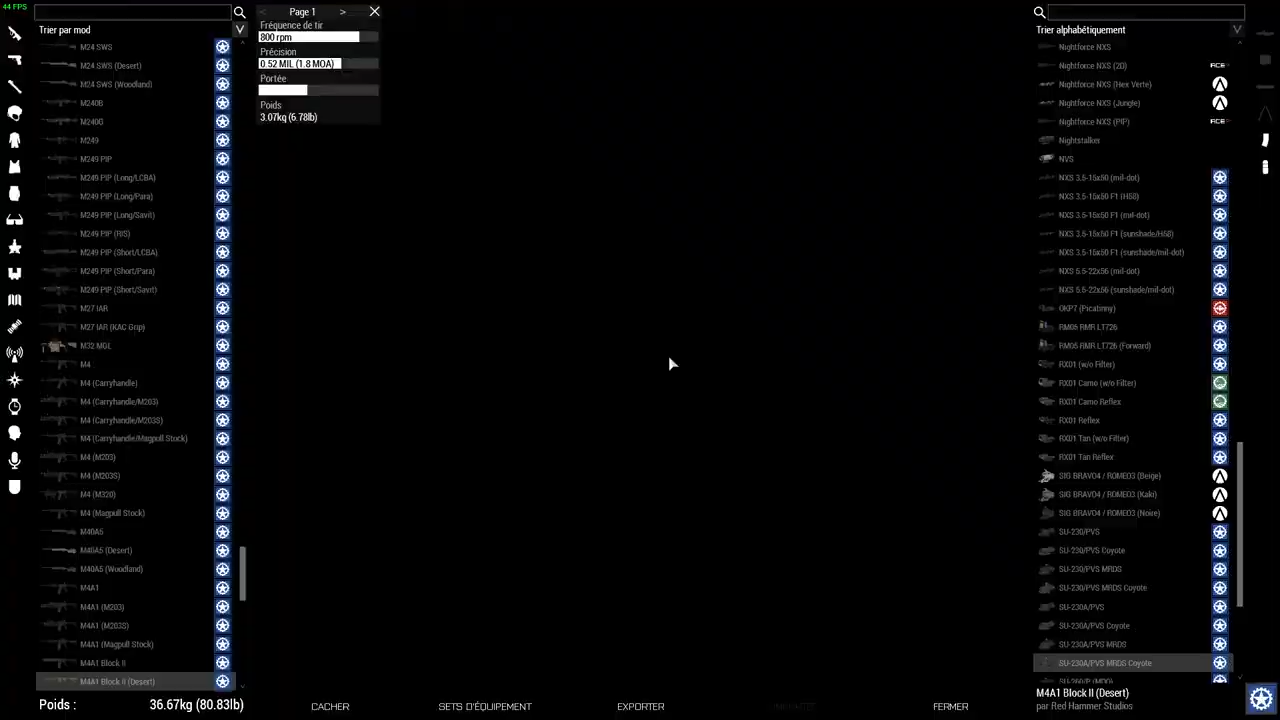 44 FPS
Trier par mod
M24 SWS
M24 SWS (Desert)
M24 SWS (Woodland)
M240B
M240G
M249
M249 PIP
M249 PIP (Long/LCBA)
M249 PIP (Long/Para)
M249 PIP (Long/Savit)
M249 PIP (RIS)
M249 PIP (Short/LCBA)
M249 PIP (Short/Para)
M249 PIP (Short/Savit)
M27 IAR
M27 IAR (KAC Grip)
M32 MGL
M4
M4 (Carryhandle)
M4 (Carryhandle/M203)
M4 (Carryhandle/M203S)
M4 (Carryhandle/Magpull Stock)
M4 (M203)
M4 (M203S)
M4 (M320)
M4 (Magpull Stock)
M40A5
M40A5 (Desert)
M40A5 (Woodland)
M4A1
M4A1 (M203)
M4A1 (M203S)
M4A1 (Magpull Stock)
M4A1 Block II
M4A1 Block II (Desert)
Poids : 36.67kg (80.83lb)
< Page 1 >
Fréquence de tir
800 rpm
Précision
0.52 MIL (1.8 MOA)
Portée
Poids
3.07kg (6.78lb)
CACHER
SETS D'ÉQUIPEMENT
EXPORTER
FERMER
Trier alphabétiquement
Nightforce NXS
Nightforce NXS (2D)
ACE
Nightforce NXS (Hex Verte)
Nightforce NXS (Jungle)
Nightforce NXS (PIP)
ACE
Nightstalker
NVS
NXS 3.5-15x50 (mil-dot)
NXS 3.5-15x50 F1 (H58)
NXS 3.5-15x50 F1 (mil-dot)
NXS 3.5-15x50 F1 (sunshade/H58)
NXS 3.5-15x50 F1 (sunshade/mil-dot)
NXS 5.5-22x56 (mil-dot)
NXS 5.5-22x56 (sunshade/mil-dot)
OKP7 (Picatinny)
RM05 RMR LT726
RM05 RMR LT726 (Forward)
RX01 (w/o Filter)
RX01 Camo (w/o Filter)
RX01 Camo Reflex
RX01 Reflex
RX01 Tan (w/o Filter)
RX01 Tan Reflex
SIG BRAVO4 / ROMEO3 (Beige)
SIG BRAVO4 / ROMEO3 (Kaki)
SIG BRAVO4 / ROMEO3 (Noire)
SU-230/PVS
SU-230/PVS Coyote
SU-230/PVS MRDS
SU-230/PVS MRDS Coyote
SU-230A/PVS
SU-230A/PVS Coyote
SU-230A/PVS MRDS
SU-230A/PVS MRDS Coyote
M4A1 Block II (Desert)
par Red Hammer Studios